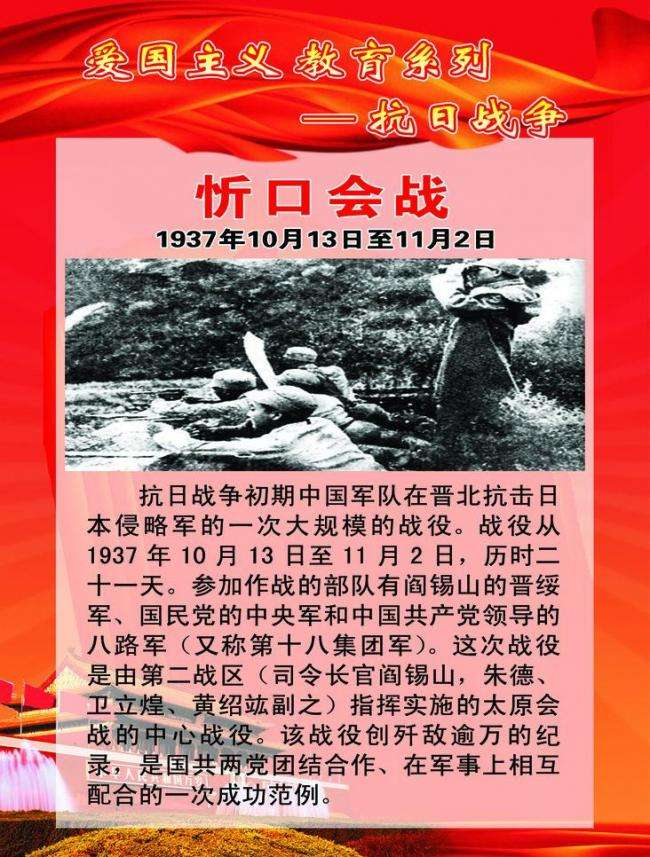 爱国主义 教育系列
—抗日战争
忻口会战
1937年10月13日至11月2日
抗日战争初期中国军队在晋北抗击日
本侵略军的一次大规模的战役。战役从
1937 年 10 月 13 日至 11 月 2 日，历时二
十一天。参加作战的部队有阎锡山的晋绥
军、国民党的中央军和中国共产党领导的
八路军（又称第十八集团军）。这次战役
是由第二战区（司令长官阎锡山，朱德、
卫立煌、黄绍竑副之）指挥实施的太原会
战的中心战役。该战役创歼敌逾万的纪
录，是国共两党团结合作、在军事上相互
配合的一次成功范例。